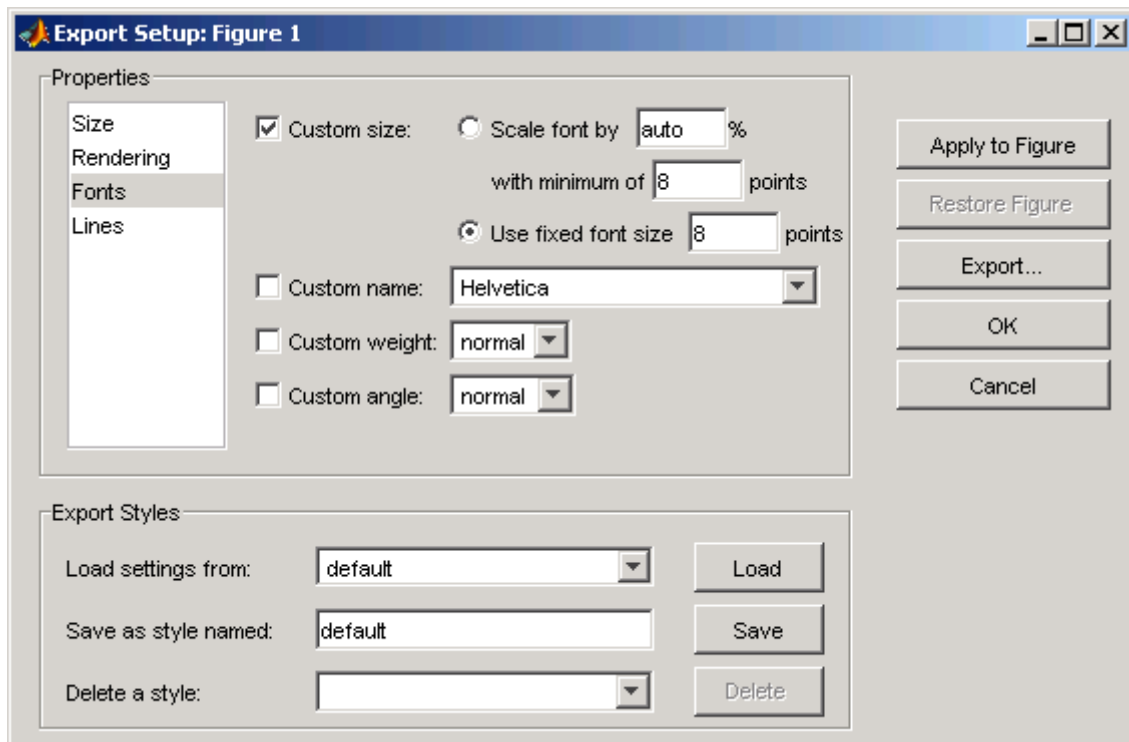 Export Setup: Figure 1
Properties
Size
Rendering
Fonts
Lines
Custom size:
Scale font by auto %
with minimum of 8 points
Use fixed font size 8 points
Custom name: Helvetica
Custom weight: normal
Custom angle: normal
Apply to Figure
Restore Figure
Export...
OK
Cancel
Export Styles
Load settings from: default Load
Save as style named: default Save
Delete a style: Delete